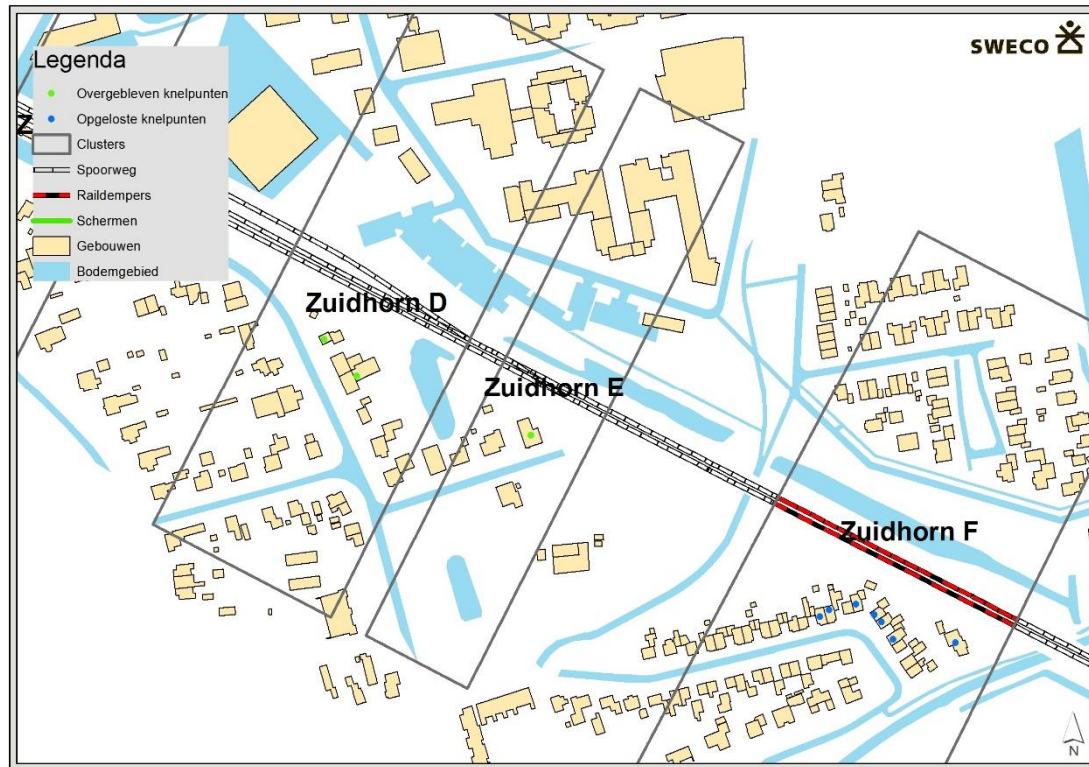 SWECO
Legenda
Overgebleven knelpunten
Opgeloste knelpunten
Clusters
Spoorweg
Raildempers
Schermen
Gebouwen
Bodemgebied
Z
Zuidhorn D
Zuidhorn E
Zuidhorn F
N